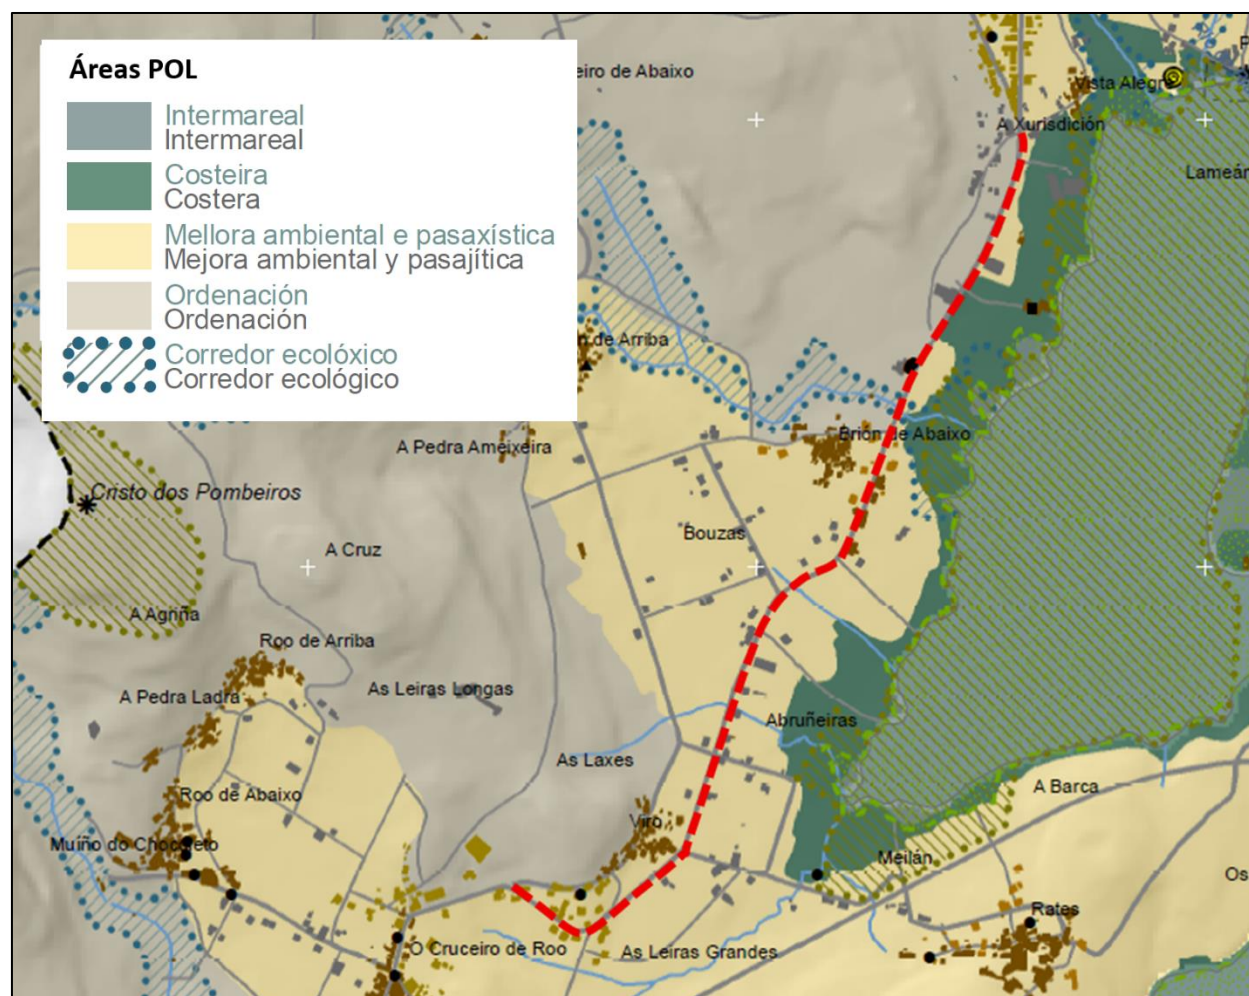 Áreas POL
Intermareal
Intermareal
Costeira
Costera
Mellora ambiental e pasaxística
Mejora ambiental y pasajítica
Ordenación
Ordenación
Corredor ecolóxico
Corredor ecológico
eiro de Abaixo
Vista Alegre
A Xurisdición
Lameán
n de Arriba
A Pedra Ameixeira
Brión de Abaixo
Cristo dos Pombeiros
Bouzas
A Cruz
A Agriña
Roo de Arriba
As Leiras Longas
A Pedra Ladra
Abruñeiras
As Laxes
A Barca
Roo de Abaixo
Viro
Muiño do Chocoleto
Meilán
Os
Rates
O Cruceiro de Roo
As Leiras Grandes